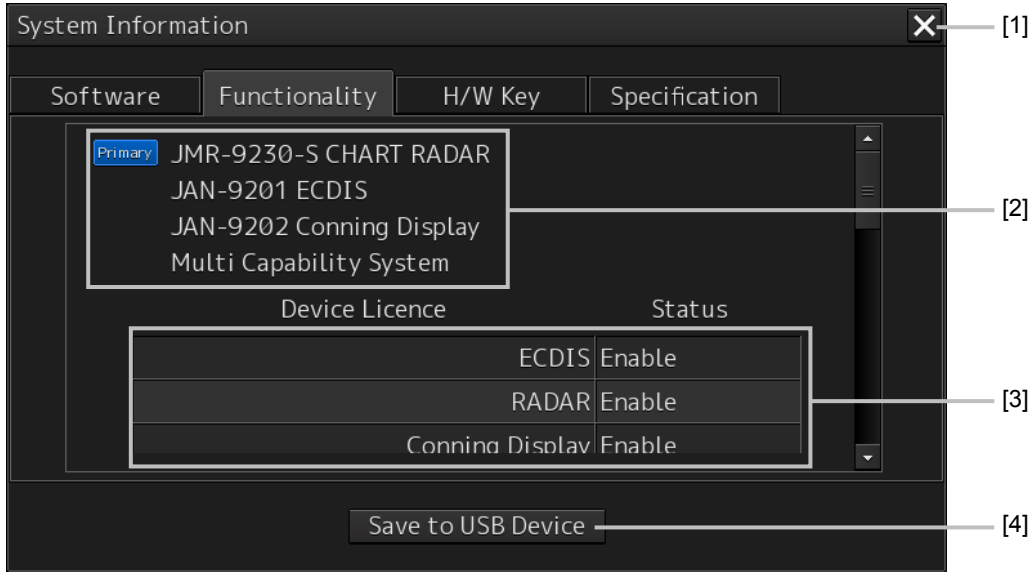 System Information
[1]
Software Functionality H/W Key Specification
Primary JMR-9230-S CHART RADAR
JAN-9201 ECDIS
[2]
JAN-9202 Conning Display
Multi Capability System
Device Licence Status
ECDIS Enable
RADAR Enable
[3]
Conning Display Enable
Save to USB Device
[4]